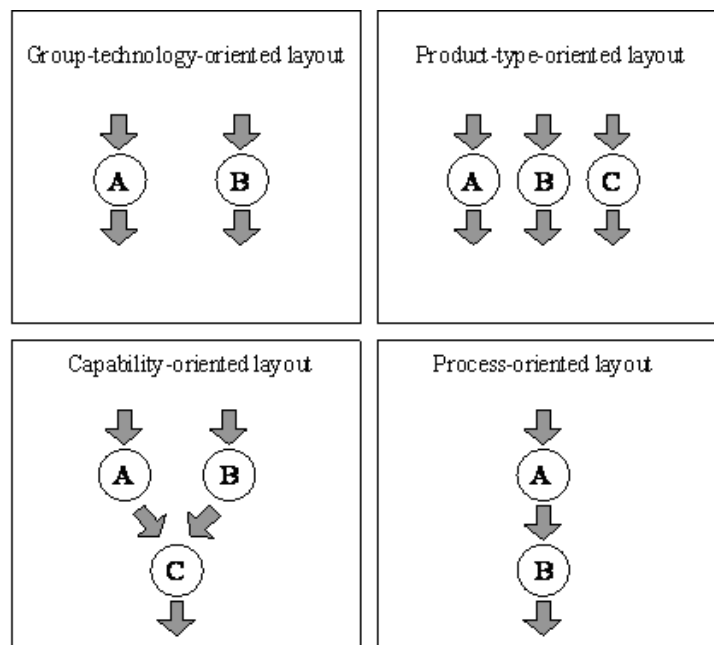 Group-technology-oriented layout
A B
Product-type-oriented layout
A B C
Capability-oriented layout
A B
C
Process-oriented layout
A
B